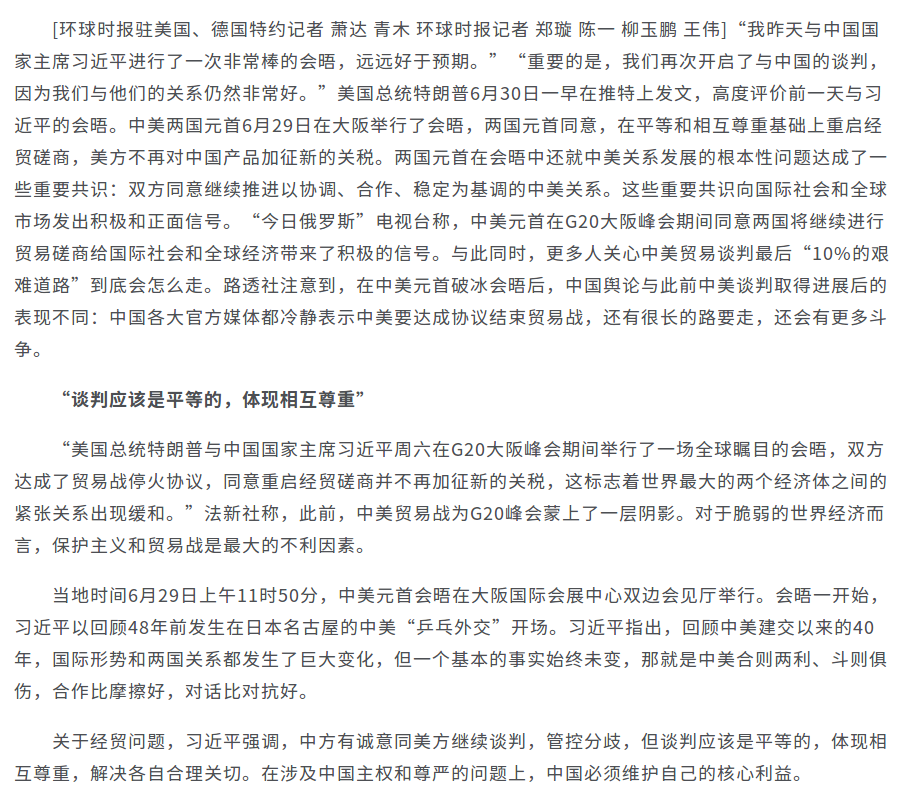 [环球时报驻美国、德国特约记者 萧达 青木 环球时报记者 郑璇 陈一 柳玉鹏 王伟]“我昨天与中国国
家主席习近平进行了一次非常棒的会晤，远远好于预期。”“重要的是，我们再次开启了与中国的谈判，
因为我们与他们的关系仍然非常好。”美国总统特朗普6月30日一早在推特上发文，高度评价前一天与习
近平的会晤。中美两国元首6月29日在大阪举行了会晤，两国元首同意，在平等和相互尊重基础上重启经
贸磋商，美方不再对中国产品加征新的关税。两国元首在会晤中还就中美关系发展的根本性问题达成了一
些重要共识：双方同意继续推进以协调、合作、稳定为基调的中美关系。这些重要共识向国际社会和全球
市场发出积极和正面信号。“今日俄罗斯”电视台称，中美元首在G20大阪峰会期间同意两国将继续进行
贸易磋商给国际社会和全球经济带来了积极的信号。与此同时，更多人关心中美贸易谈判最后“10%的艰
难道路”到底会怎么走。路透社注意到，在中美元首破冰会晤后，中国舆论与此前中美谈判取得进展后的
表现不同：中国各大官方媒体都冷静表示中美要达成协议结束贸易战，还有很长的路要走，还会有更多斗
争。
“谈判应该是平等的，体现相互尊重”
“美国总统特朗普与中国国家主席习近平周六在G20大阪峰会期间举行了一场全球瞩目的会晤，双方
达成了贸易战停火协议，同意重启经贸磋商并不再加征新的关税，这标志着世界最大的两个经济体之间的
紧张关系出现缓和。”法新社称，此前，中美贸易战为G20峰会蒙上了一层阴影。对于脆弱的世界经济而
言，保护主义和贸易战是最大的不利因素。
当地时间6月29日上午11时50分，中美元首会晤在大阪国际会展中心双边会见厅举行。会晤一开始，
习近平以回顾48年前发生在日本名古屋的中美“乒乓外交”开场。习近平指出，回顾中美建交以来的40
年，国际形势和两国关系都发生了巨大变化，但一个基本的事实始终未变，那就是中美合则两利、斗则俱
伤，合作比摩擦好，对话比对抗好。
关于经贸问题，习近平强调，中方有诚意同美方继续谈判，管控分歧，但谈判应该是平等的，体现相
互尊重，解决各自合理关切。在涉及中国主权和尊严的问题上，中国必须维护自己的核心利益。